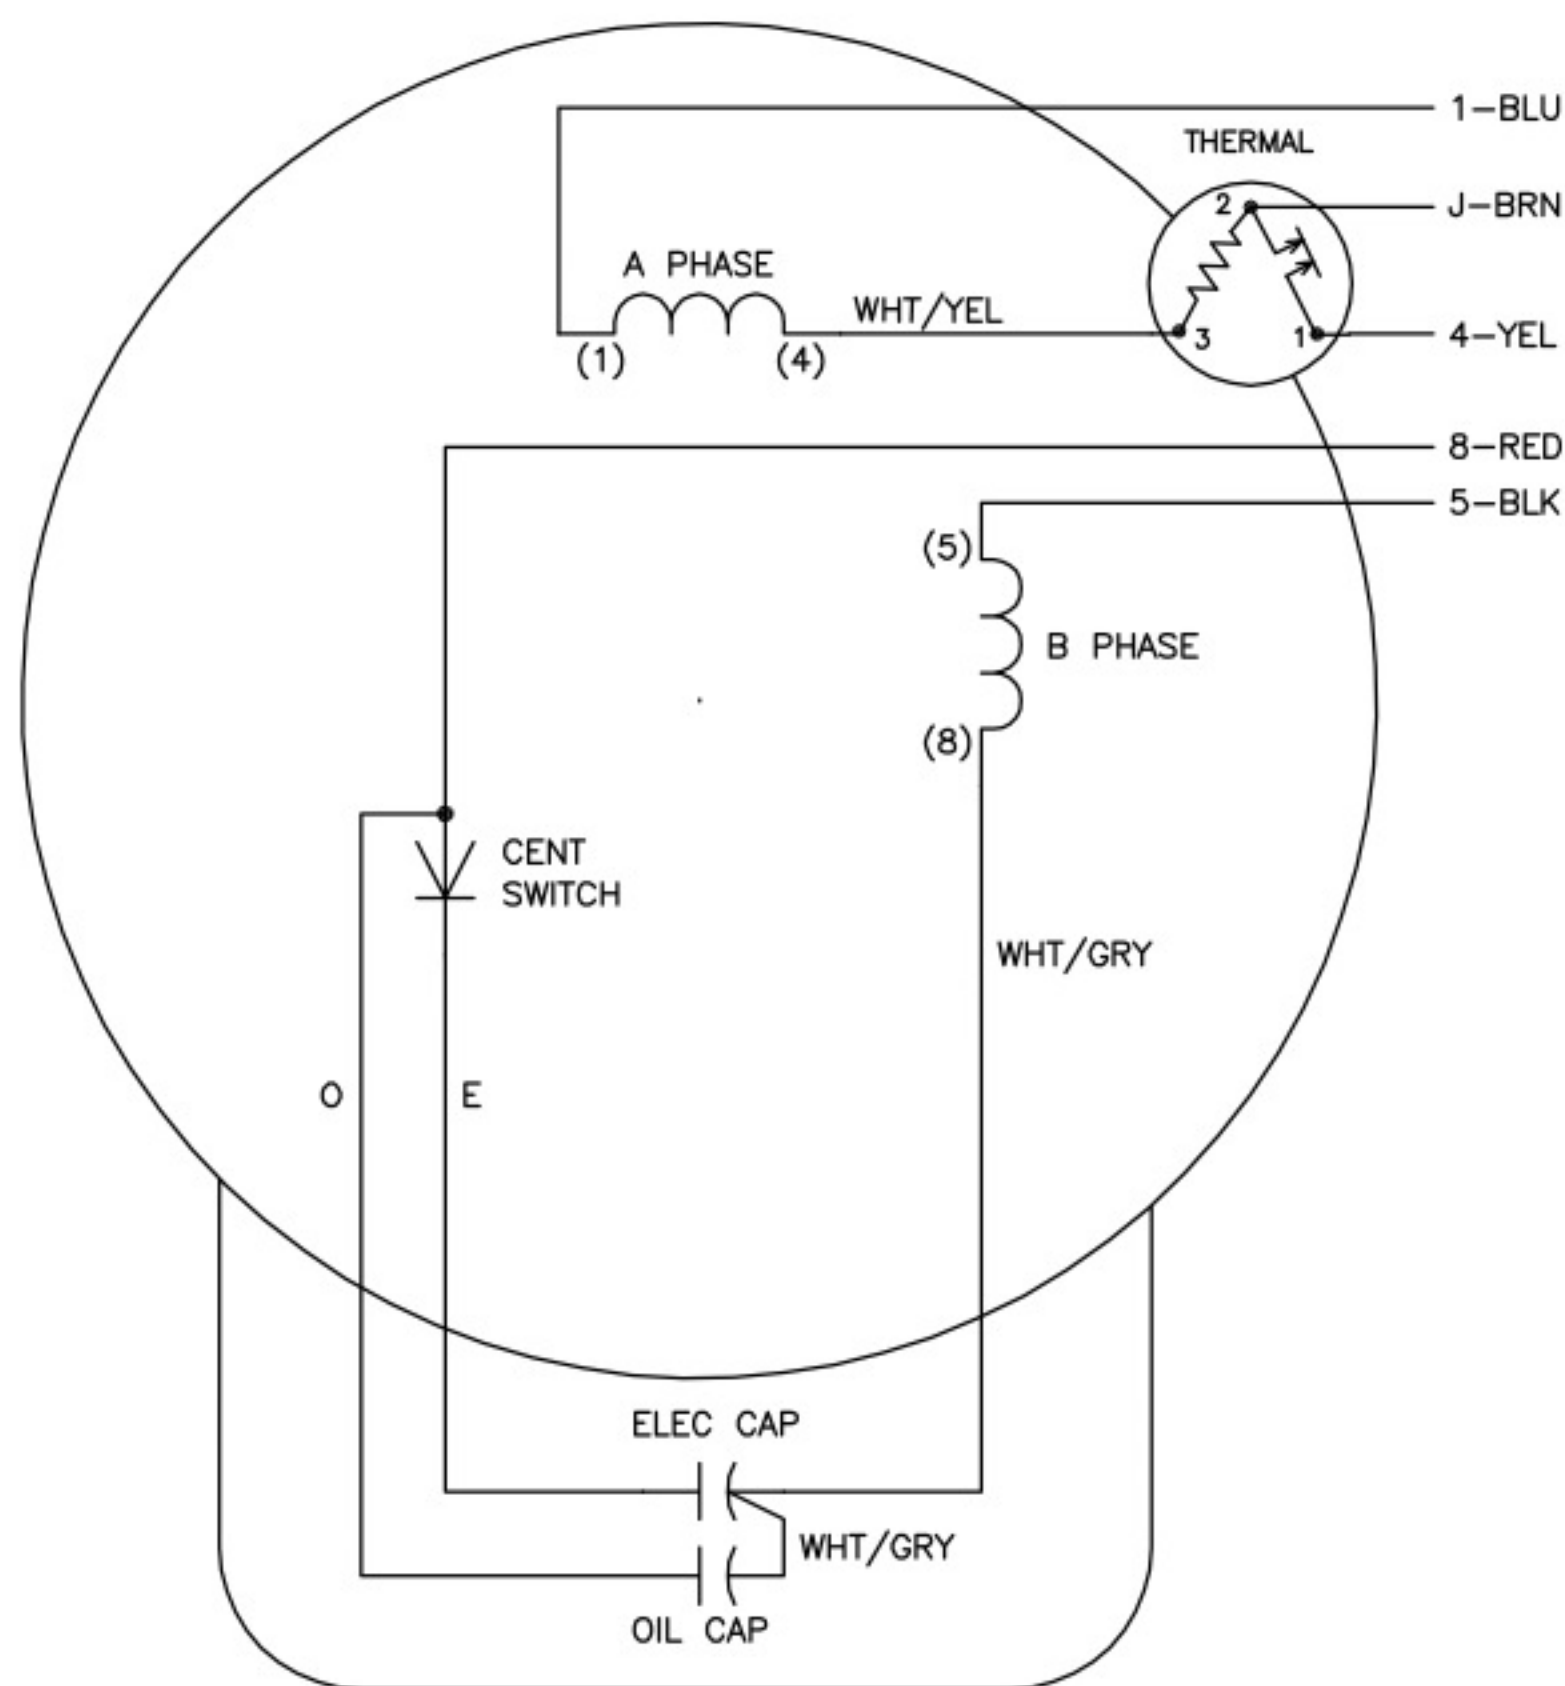 1-BLU
THERMAL
2
J-BRN
A PHASE
WHT/YEL
(1)
(4)
3
1
4-YEL
8-RED
5-BLK
(5)
B PHASE
(8)
CENT
SWITCH
WHT/GRY
O
E
ELEC CAP
WHT/GRY
OIL CAP